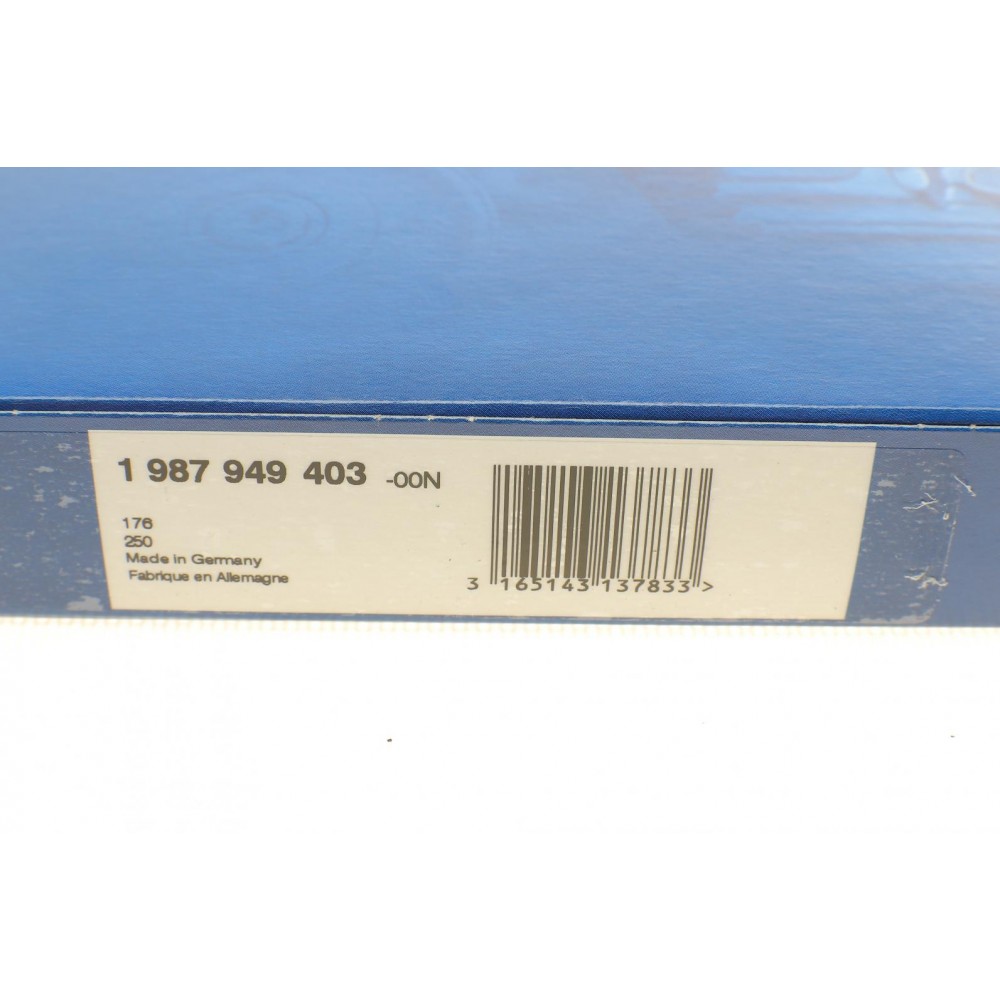 1 987 949 403 -00N
176
250
Made in Germany
Fabrique en Allemagne
3 165143 137833 >